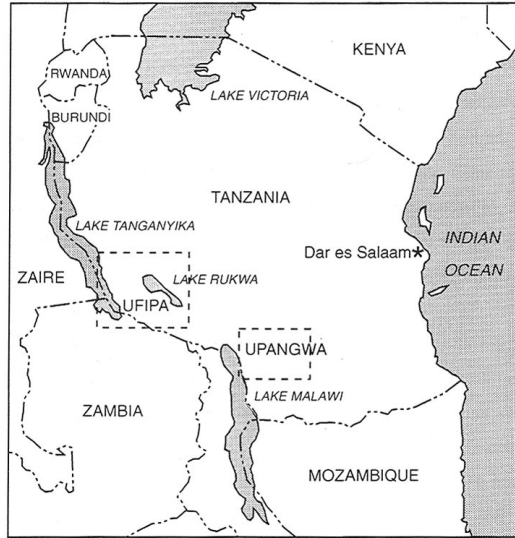 KENYA
RWANDA
LAKE VICTORIA
BURUNDI
TANZANIA
LAKE TANGANYIKA
INDIAN
OCEAN
Dar es Salaam
ZAIRE
LAKE RUKWA
UFIPA
UPANGWA
LAKE MALAWI
ZAMBIA
MOZAMBIQUE